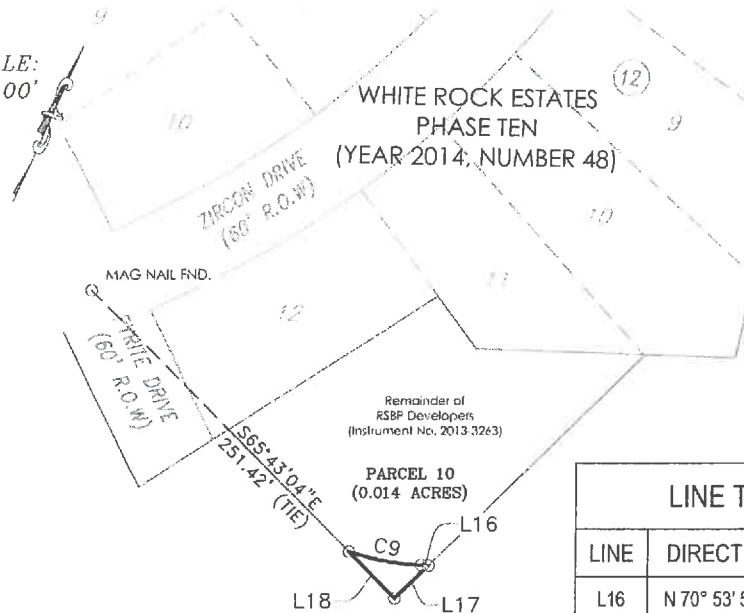 9
LE:
00'
10
WHITE ROCK ESTATES
PHASE TEN
(YEAR 2014, NUMBER 48)
12
9
ZIRCON DRIVE
(60' R.O.W)
10
MAG NAIL FND.
11
12
DRIVE
(60' R.O.W)
Remainder of
RSBP Developers
(Instrument No. 2013-3263)
S65°43'04"E
251.42' (TIE)
PARCEL 10
(0.014 ACRES)
L16
C9
L18
L17
LINE T
LINE DIRECT
L16 N 70° 53' 5